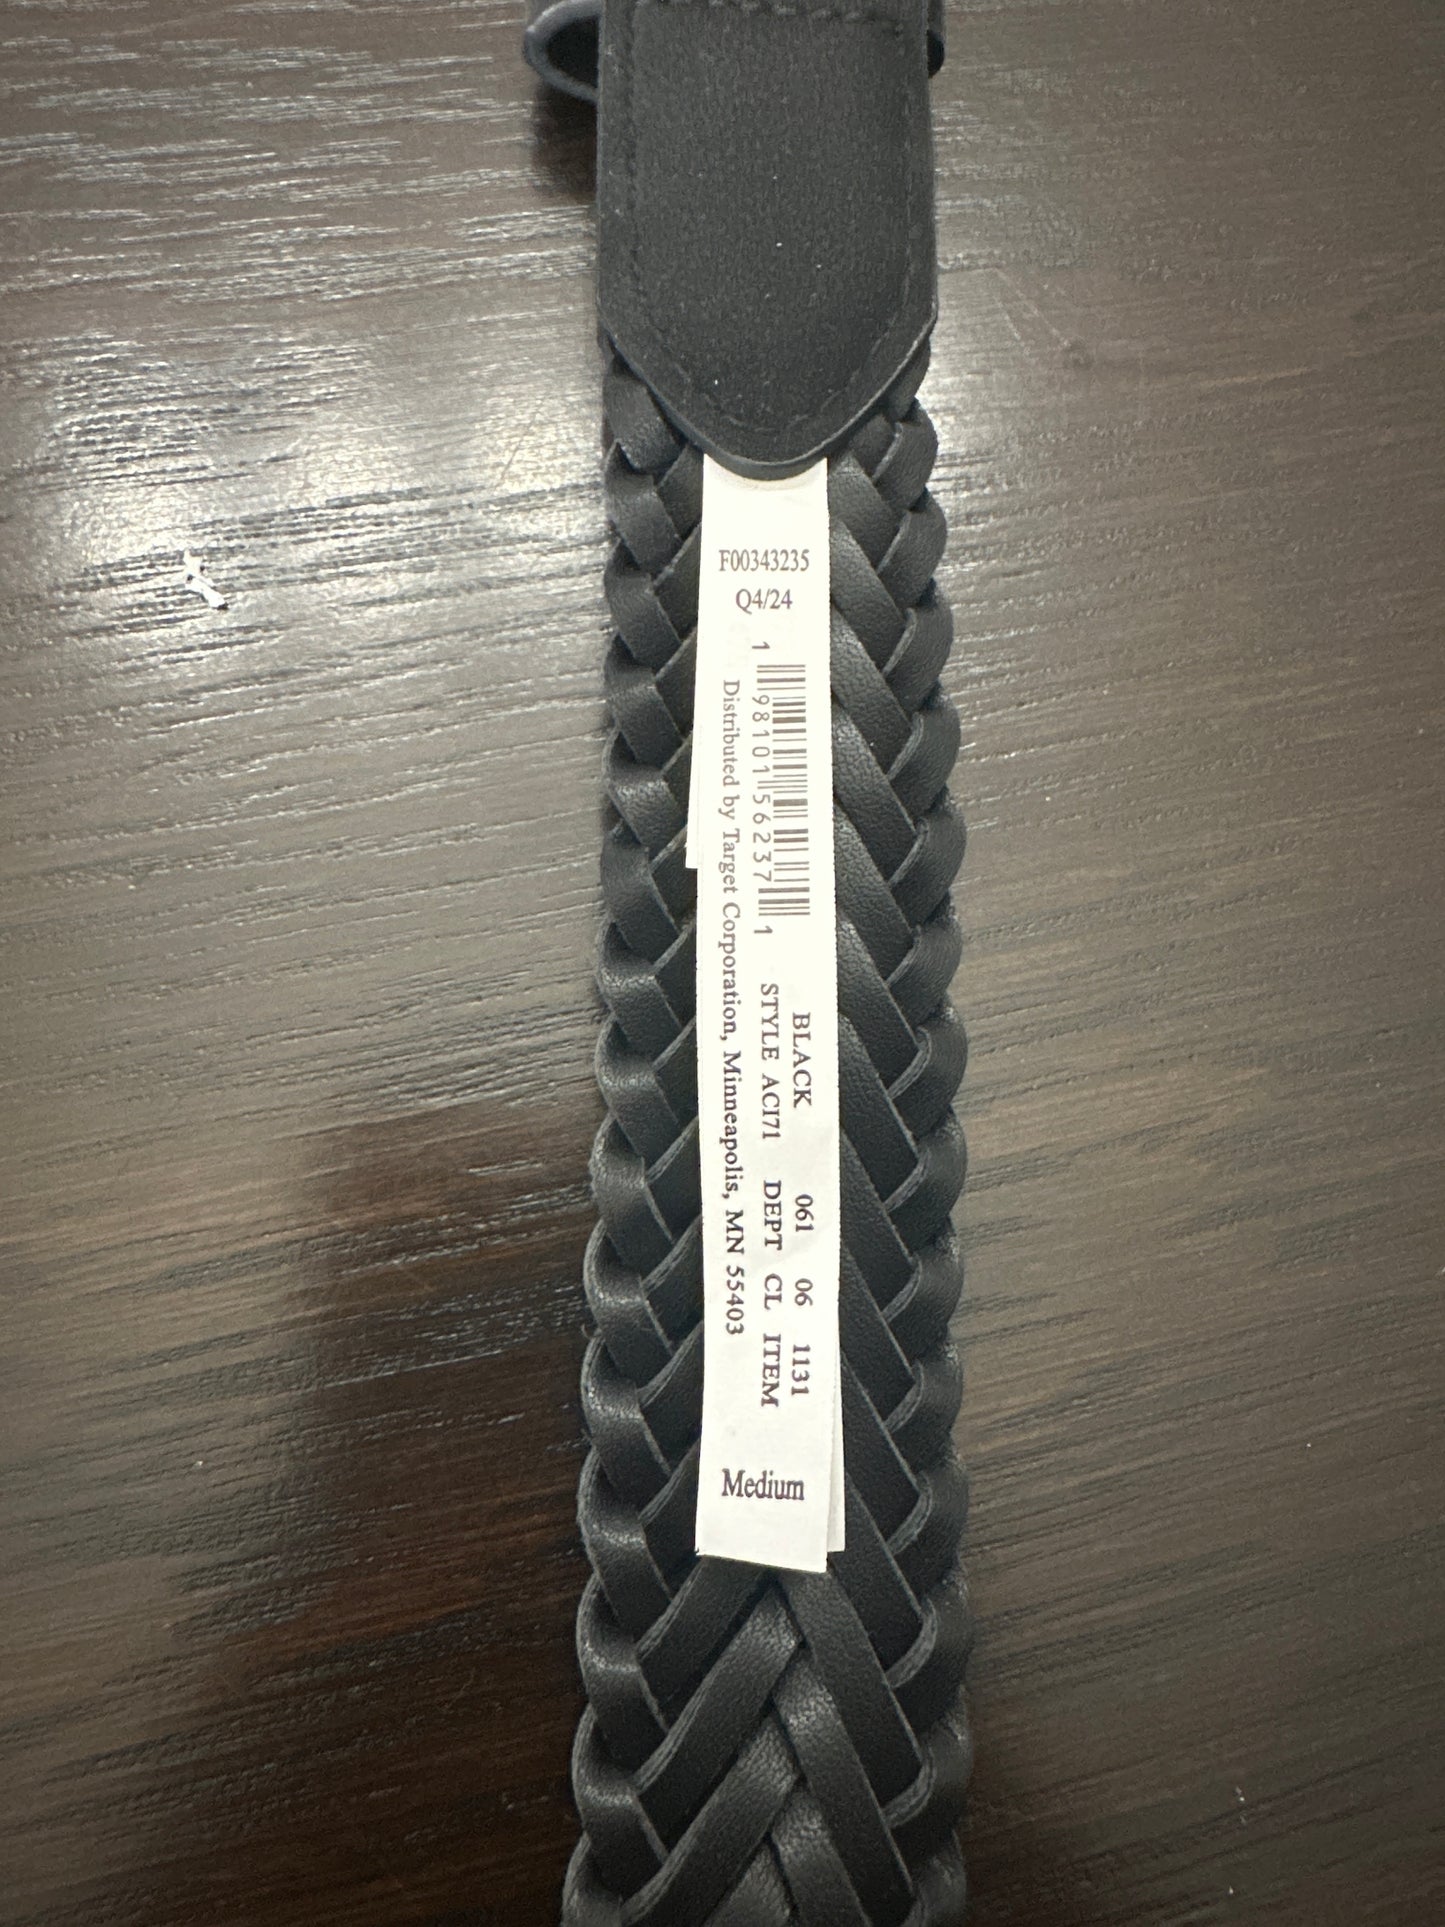 F00343235
Q4/24
1 98101 56237 1
BLACK 061 06 1131
STYLE ACI71 DEPT CL ITEM
Distributed by Target Corporation, Minneapolis, MN 55403
Medium